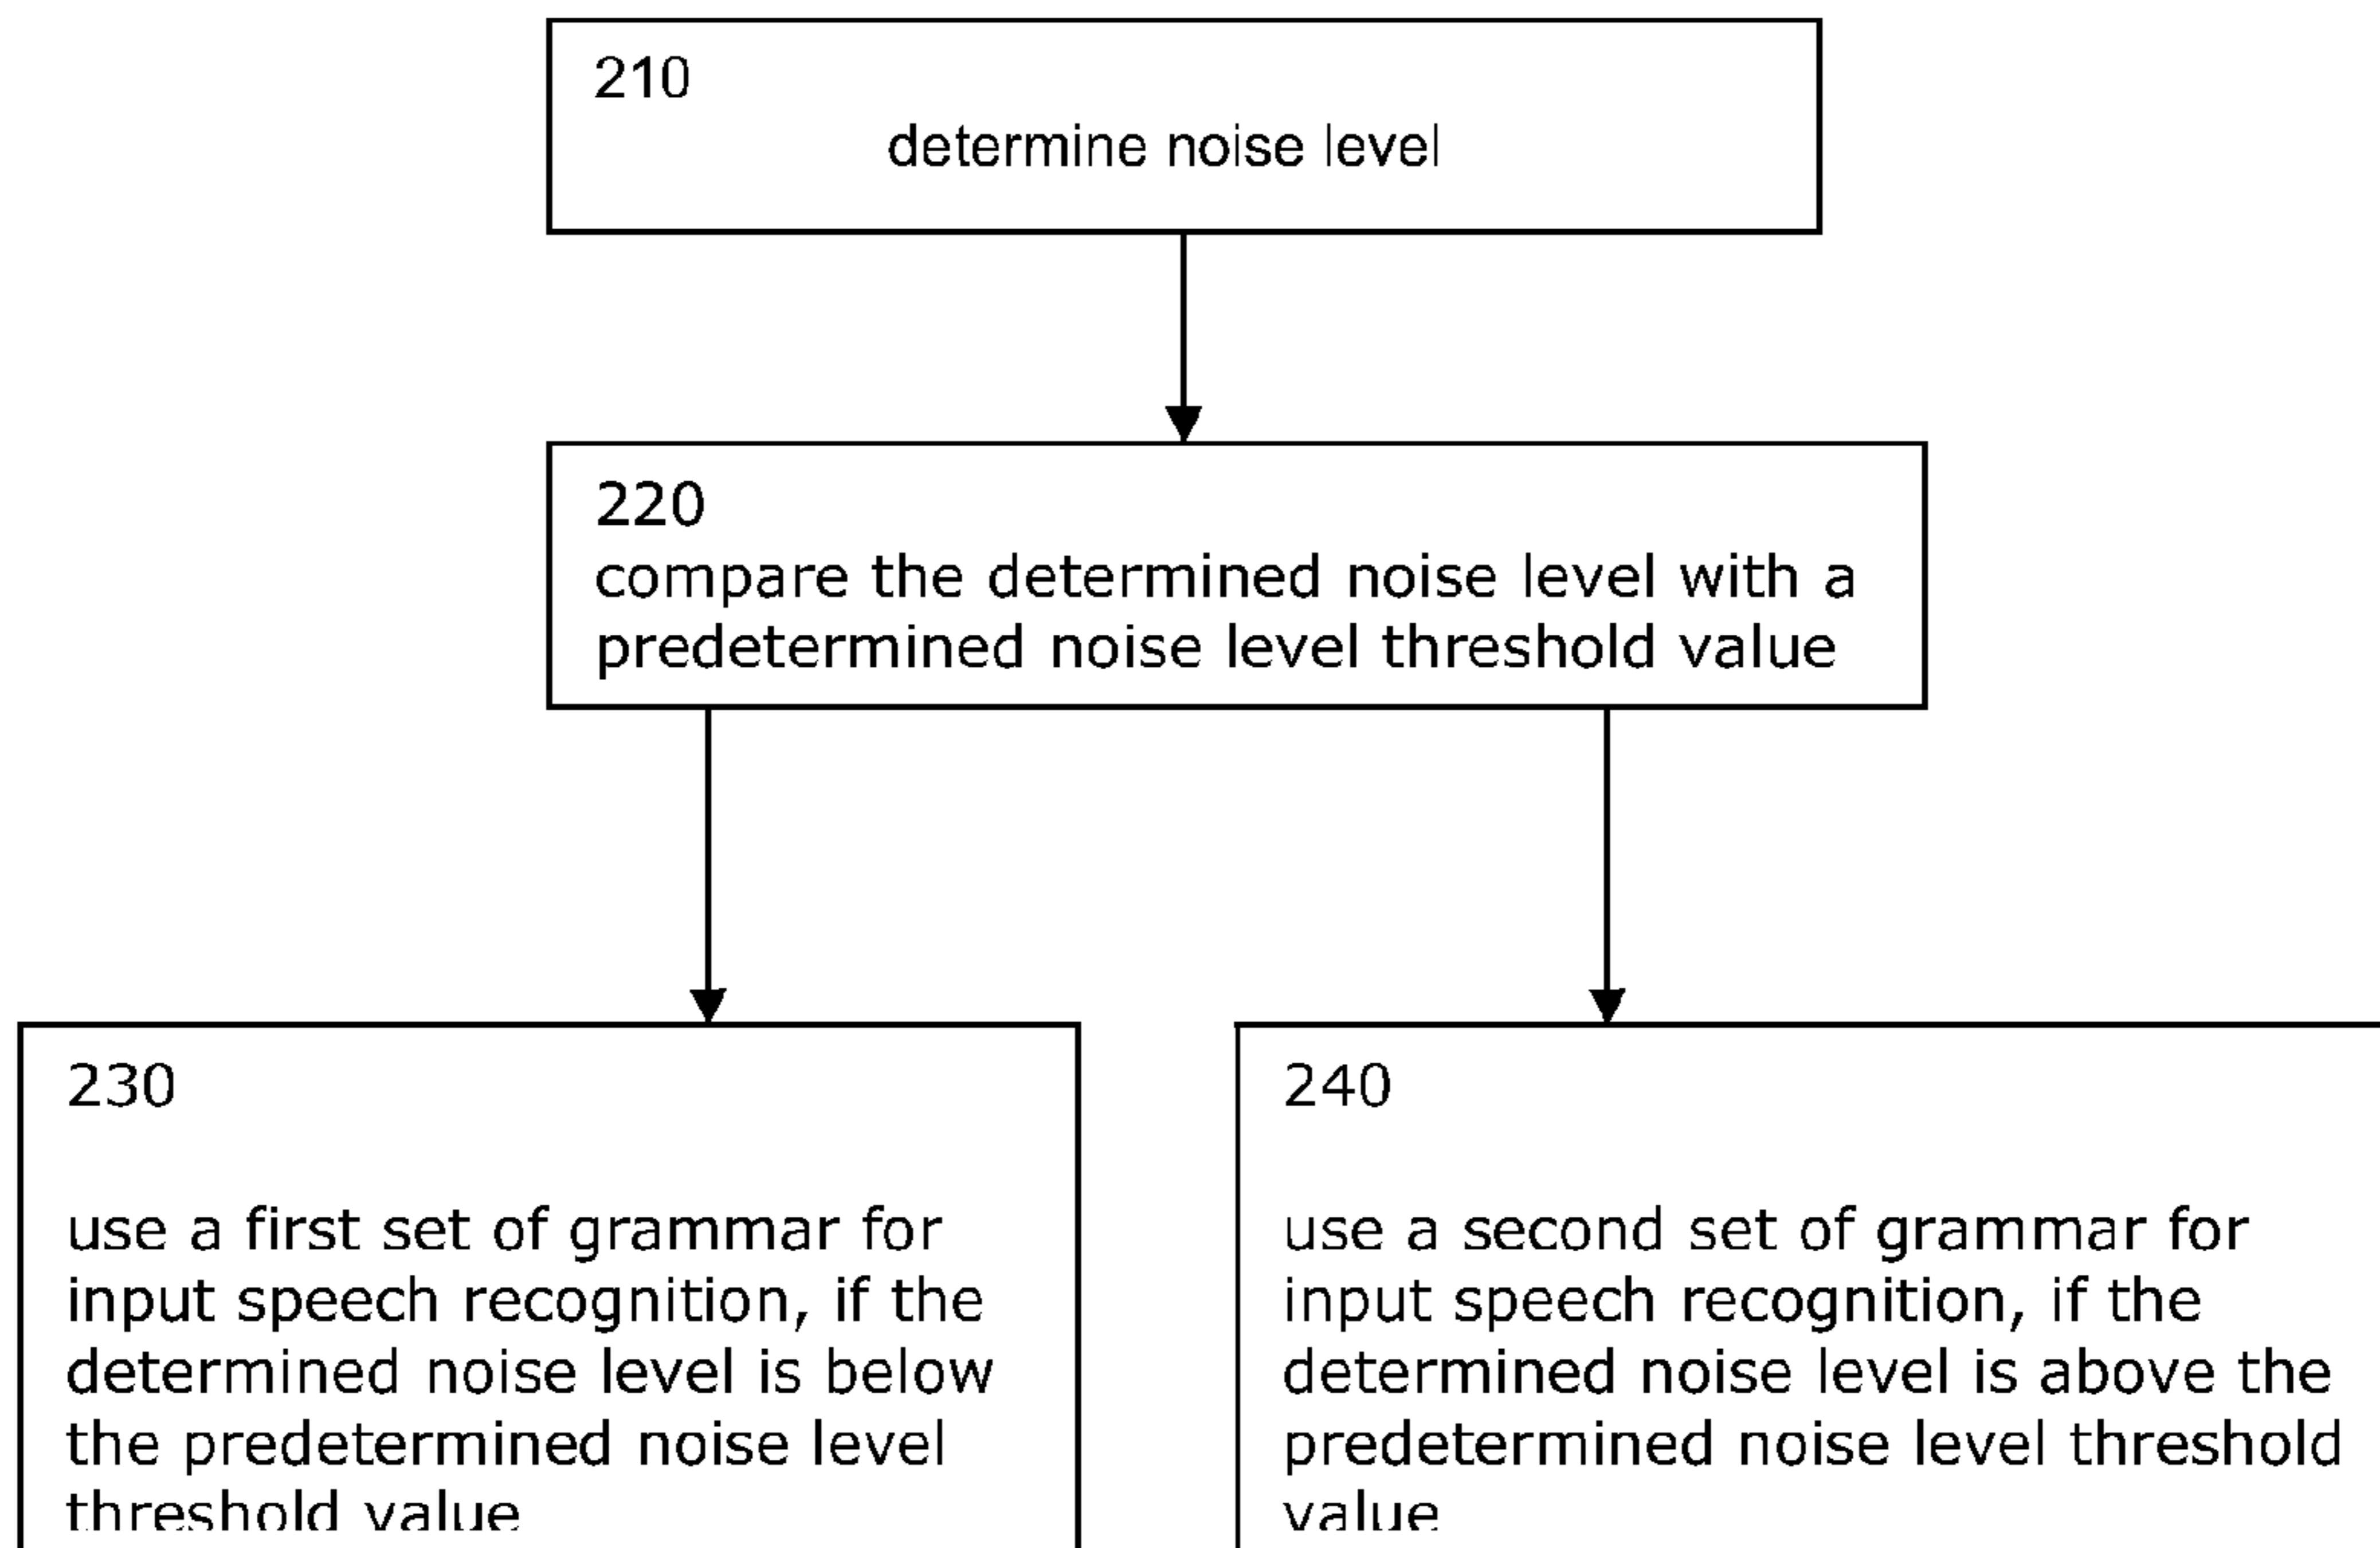 210
determine noise level
220
compare the determined noise level with a
predetermined noise level threshold value
230
use a first set of grammar for
input speech recognition, if the
determined noise level is below
the predetermined noise level
threshold value
240
use a second set of grammar for
input speech recognition, if the
determined noise level is above the
predetermined noise level threshold
value